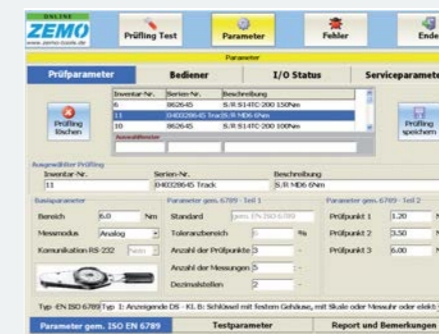 ONLINE
ZEMO
www.zemo-tools.de
Prüfling Test
Parameter
Fehler
Ende
Parameter
Prüfparameter
Bediener
I/O Status
Serviceparamete
Inventar-Nr. Serien-Nr. Beschreibung
6 862645 S/R S14TC-200 150Nm
11 040328645 Track S/R MD6 6Nm
10 862645 S/R S14TC-200 100Nm
Auswahlfenster
Prüfling löschen
Prüfling speichern
Ausgewählter Prüfling
Inventar-Nr. Serien-Nr. Beschreibung
11 040328645 Track S/R MD6 6Nm
Basisparameter
Parameter gem. 6789 - Teil 1
Parameter gem. 6789 - Teil 2
Bereich 6.0 Nm
Standard gem. EN ISO 6789
Prüfpunkt 1 1.20
Messmodus Analog
Toleranzbereich 6 %
Prüfpunkt 2 3.50
Komunikation RS-232 Nein
Anzahl der Prüfpunkte 3
Prüfpunkt 3 6.00
Anzahl der Messungen 5
Dezimalstellen 2
Typ -EN ISO 6789 Typ 1: Anzeigende DS - Kl. B: Schlüssel mit festem Gehäuse, mit Skale oder Messuhr oder elekt
Parameter gem. ISO EN 6789
Testparameter
Report und Bemerkungen